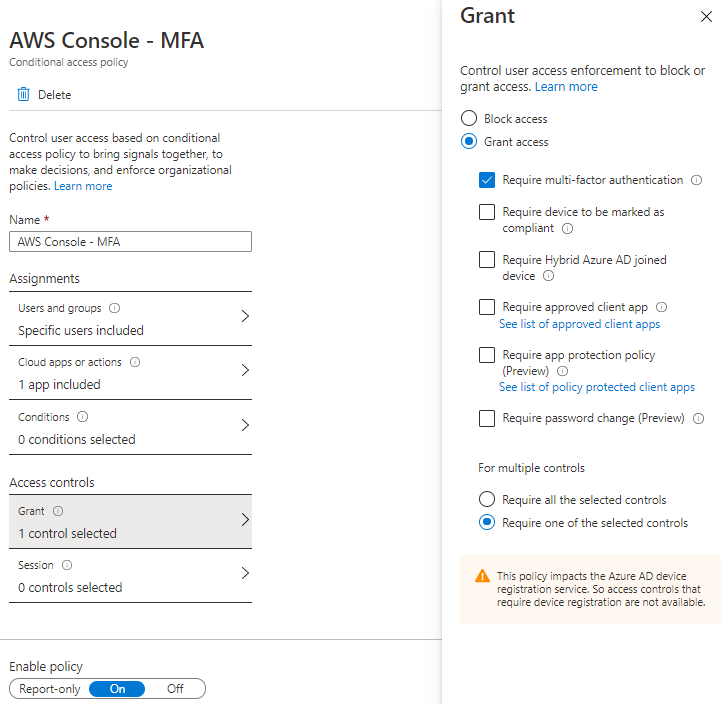 AWS Console - MFA
Conditional access policy
Delete
Control user access based on conditional
access policy to bring signals together, to
make decisions, and enforce organizational
policies. Learn more
Name *
AWS Console - MFA
Assignments
Users and groups
Specific users included
Cloud apps or actions
1 app included
Conditions
0 conditions selected
Access controls
Grant
1 control selected
Session
0 controls selected
Enable policy
Report-only On Off
Grant
Control user access enforcement to block or
grant access. Learn more
Block access
Grant access
Require multi-factor authentication
Require device to be marked as
compliant
Require Hybrid Azure AD joined
device
Require approved client app
See list of approved client apps
Require app protection policy
(Preview)
See list of policy protected client apps
Require password change (Preview)
For multiple controls
Require all the selected controls
Require one of the selected controls
This policy impacts the Azure AD device
registration service. So access controls that
require device registration are not available.